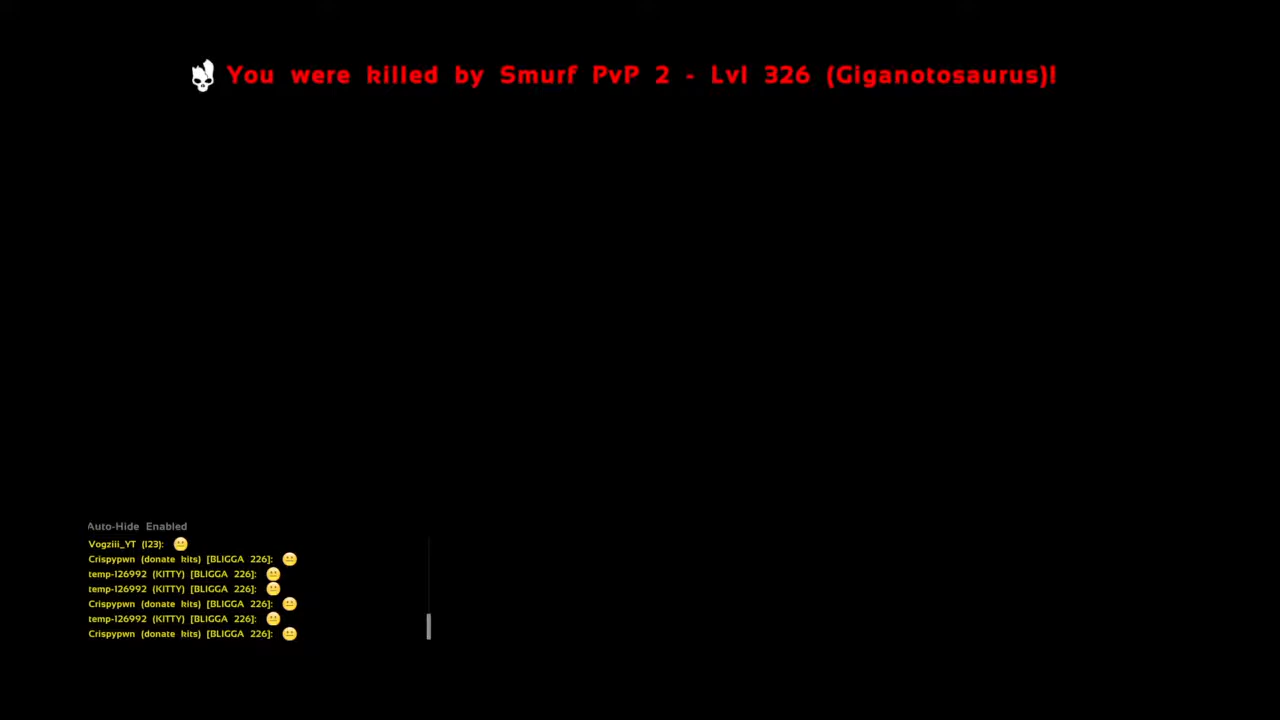 You were killed by Smurf PvP 2 - Lvl 326 (Giganotosaurus)!
Auto-Hide Enabled
Vogziii_YT (123):
Crispypwn (donate kits) [BLIGGA 226]:
temp-126992 (KITTY) [BLIGGA 226]:
temp-126992 (KITTY) [BLIGGA 226]:
Crispypwn (donate kits) [BLIGGA 226]:
temp-126992 (KITTY) [BLIGGA 226]:
Crispypwn (donate kits) [BLIGGA 226]: